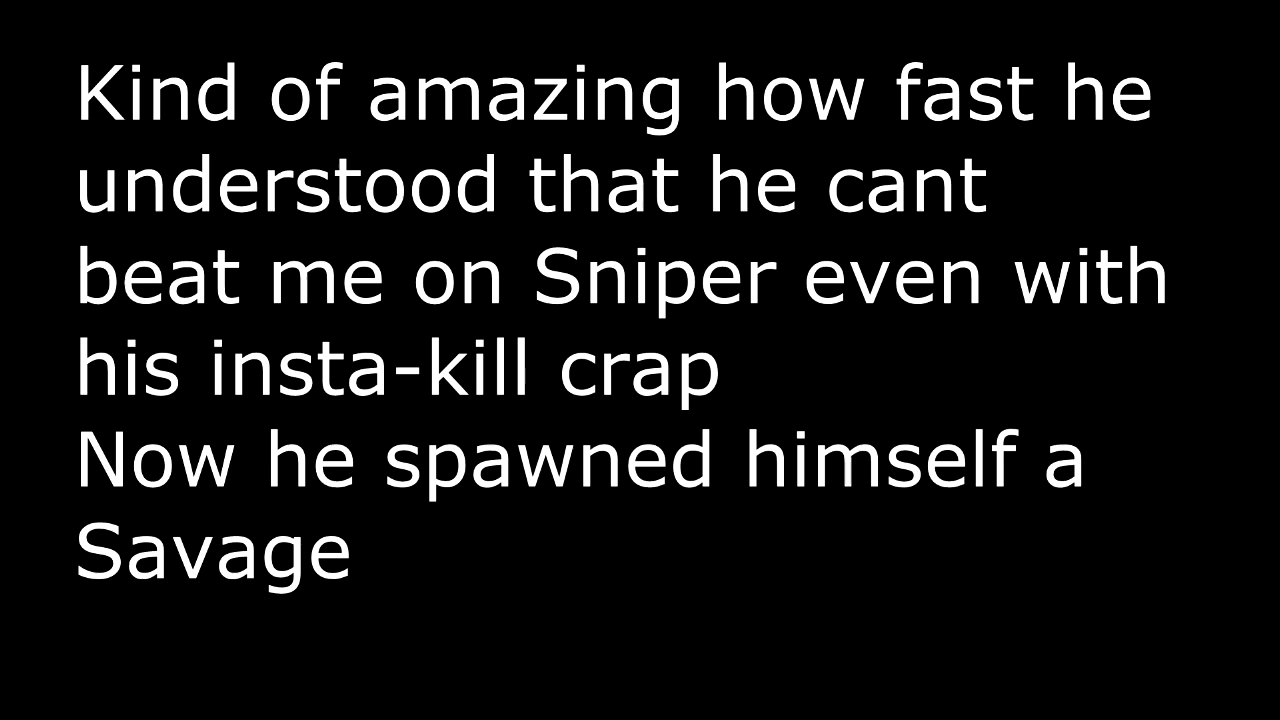 Kind of amazing how fast he
understood that he cant
beat me on Sniper even with
his insta-kill crap
Now he spawned himself a
Savage